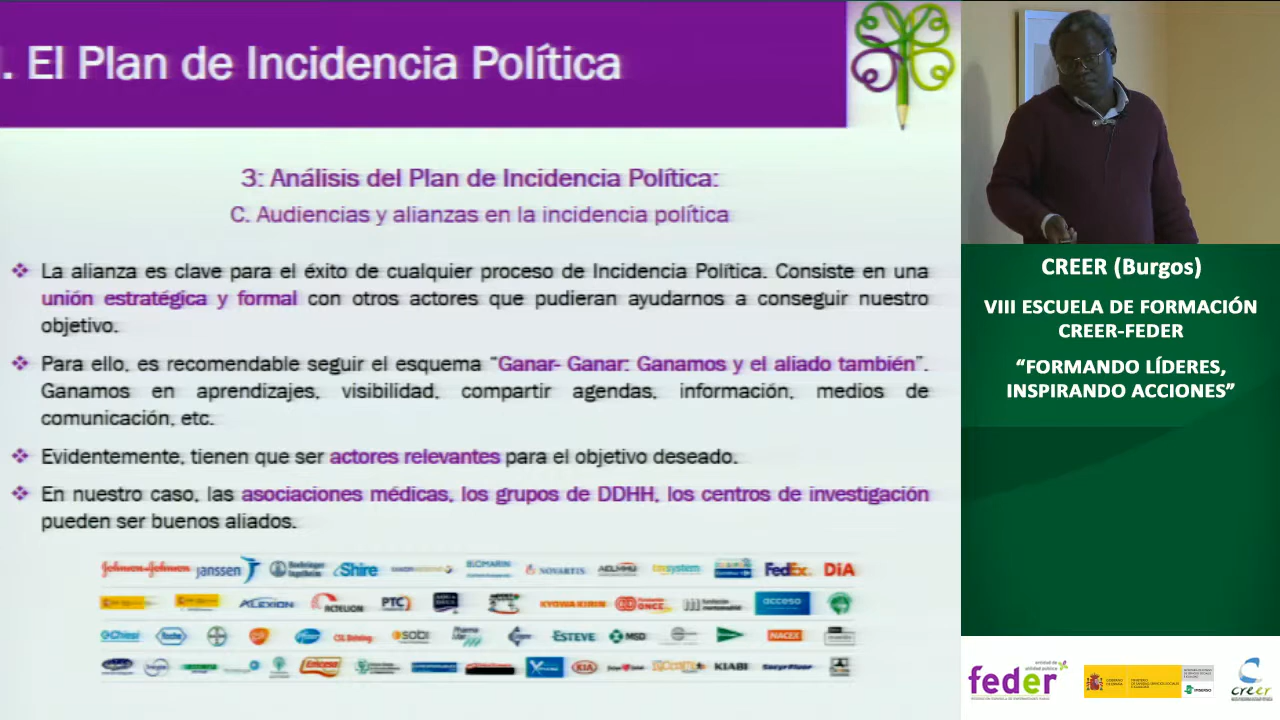 . El Plan de Incidencia Política
3: Análisis del Plan de Incidencia Política:
C. Audiencias y alianzas en la incidencia política
La alianza es clave para el éxito de cualquier proceso de Incidencia Política. Consiste en una
unión estratégica y formal con otros actores que pudieran ayudarnos a conseguir nuestro
objetivo.
Para ello, es recomendable seguir el esquema “Ganar- Ganar: Ganamos y el aliado también”.
Ganamos en aprendizajes, visibilidad, compartir agendas, información, medios de
comunicación, etc.
Evidentemente, tienen que ser actores relevantes para el objetivo deseado.
En nuestro caso, las asociaciones médicas, los grupos de DDHH, los centros de investigación
pueden ser buenos aliados.
Johnson-Johnson janssen Boehringer Ingelheim Shire BIOMARIN NOVARTIS FedEx DiA
ALEXION ACTELION PTC KYOWA KIRIN ONCE acceso
Chiesi Roche Pfizer CSL Behring sobi ESTEVE MSD NACEX
KIA KIABI
CREER (Burgos)
VIII ESCUELA DE FORMACIÓN
CREER-FEDER
“FORMANDO LÍDERES,
INSPIRANDO ACCIONES”
feder
creer